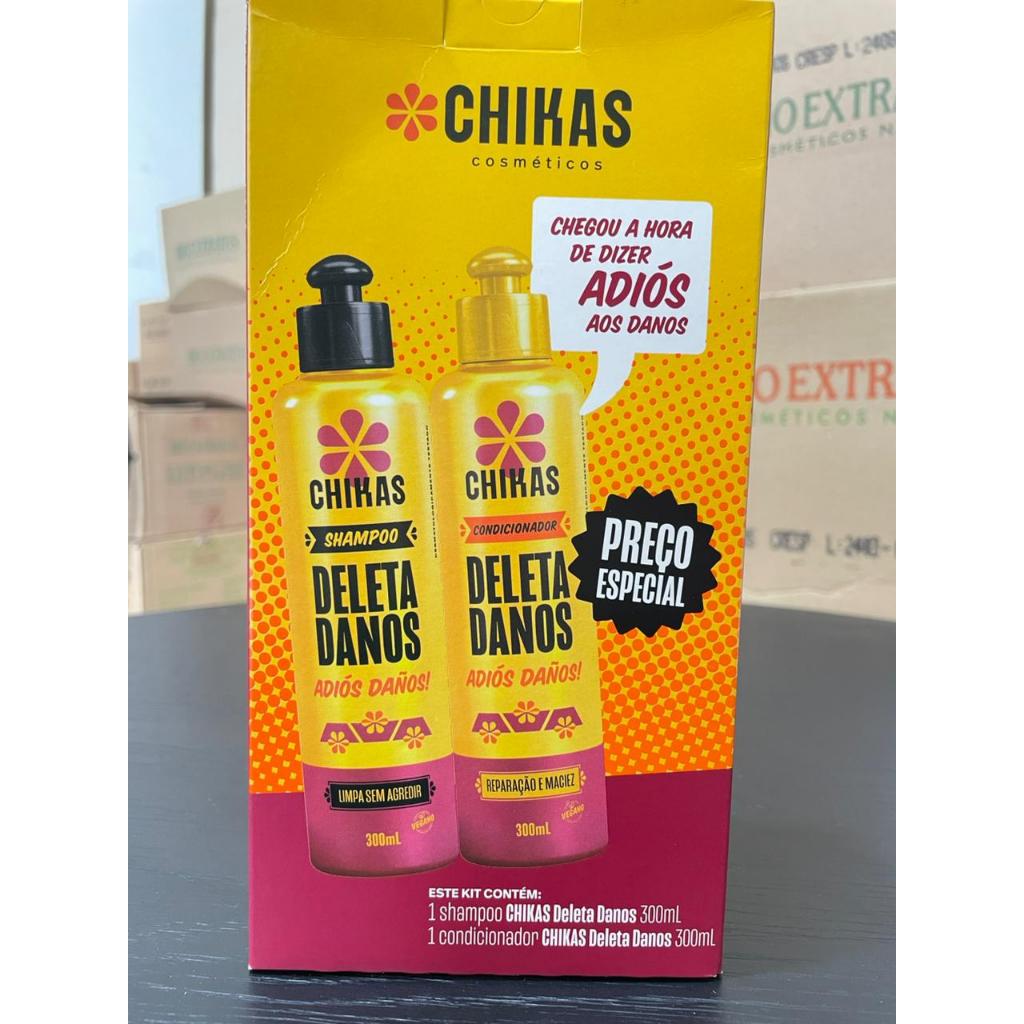 CHIKAS
cosméticos
CHEGOU A HORA
DE DIZER
ADIÓS
AOS DANOS
CHIKAS
SHAMPOO
DELETA
DANOS
ADIÓS DAÑOS!
LIMPA SEM AGREDIR
300mL
VEGANO
CHIKAS
CONDICIONADOR
DELETA
DANOS
ADIÓS DAÑOS!
REPARAÇÃO E MACIEZ
300mL
VEGANO
PREÇO
ESPECIAL
ESTE KIT CONTÉM:
1 shampoo CHIKAS Deleta Danos 300mL
1 condicionador CHIKAS Deleta Danos 300mL